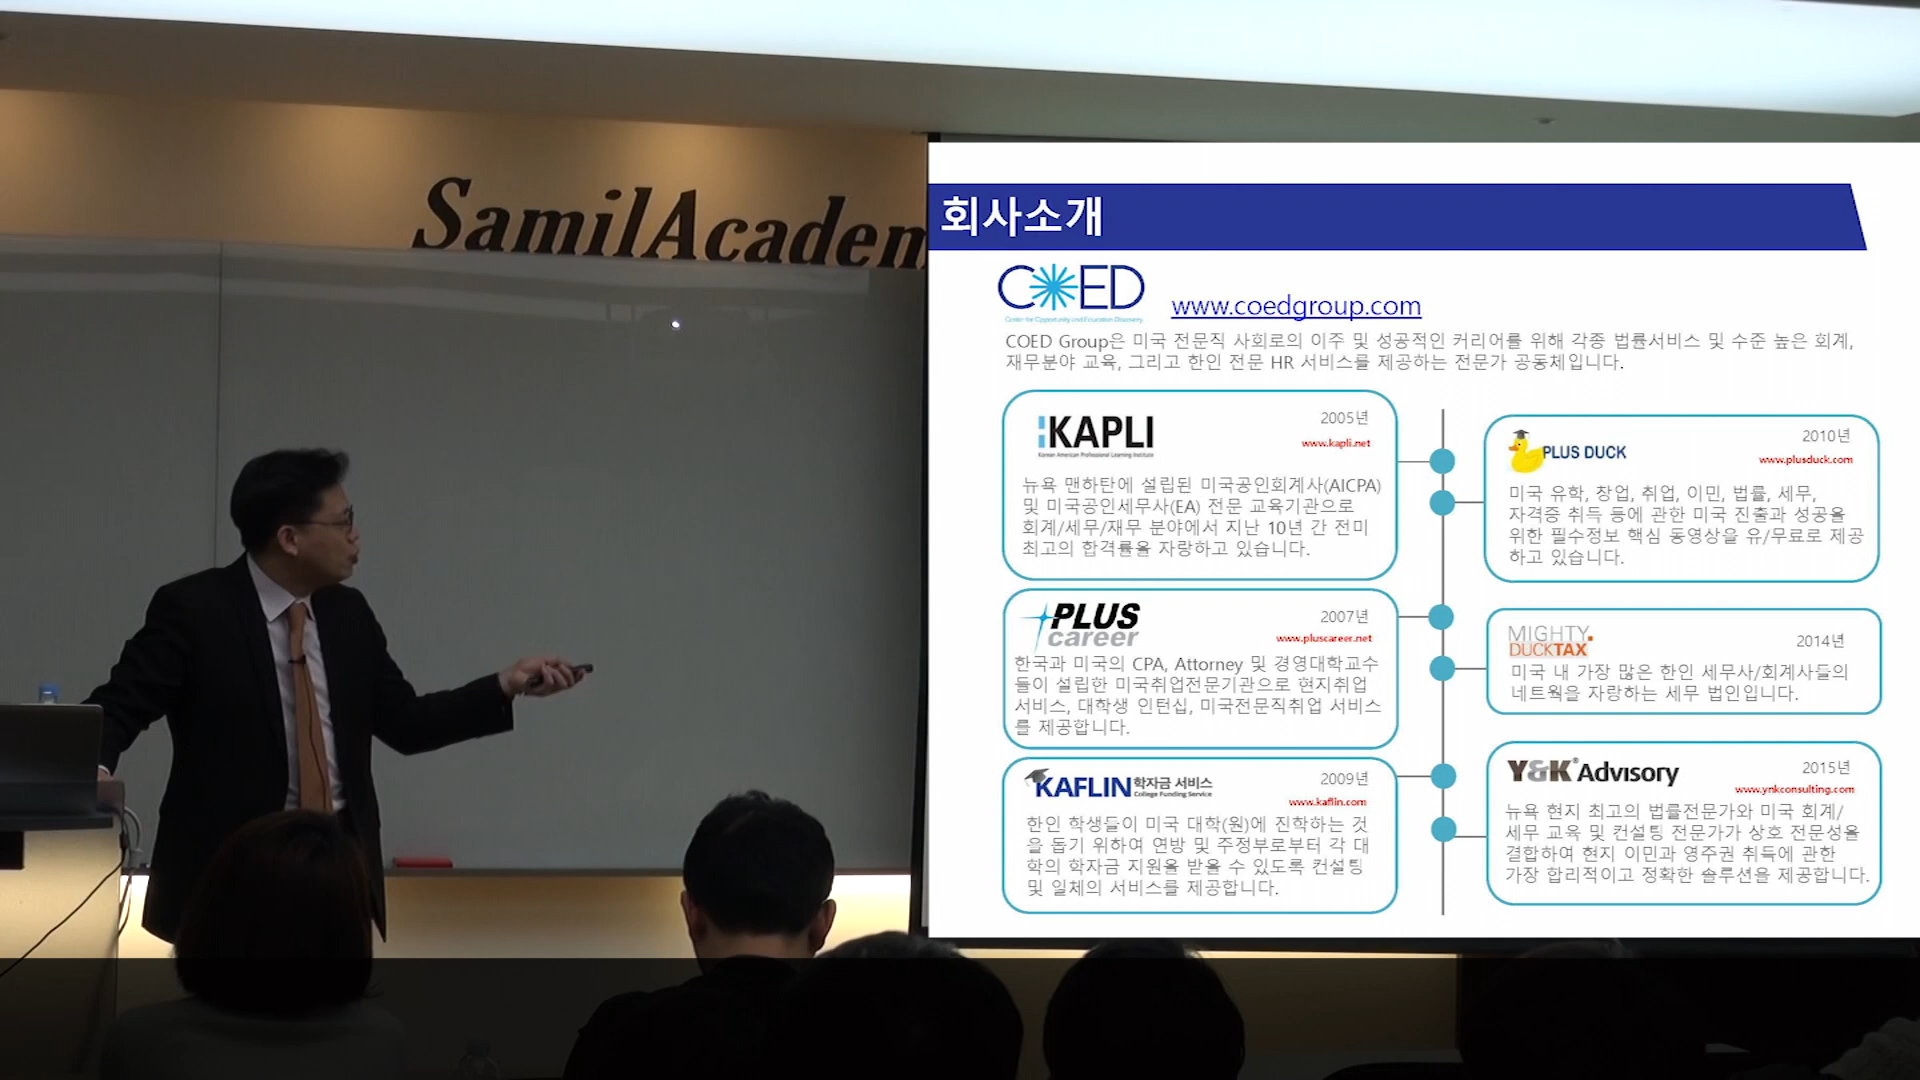 SamilAcadem
회사소개
COED
Center for Opportunity and Education Discovery
www.coedgroup.com
COED Group은 미국 전문직 사회로의 이주 및 성공적인 커리어를 위해 각종 법률서비스 및 수준 높은 회계,
재무분야 교육, 그리고 한인 전문 HR 서비스를 제공하는 전문가 공동체입니다.
KAPLI
Korean American Professional Learning Institute
2005년
www.kapli.net
뉴욕 맨하탄에 설립된 미국공인회계사(AICPA)
및 미국공인세무사(EA) 전문 교육기관으로
회계/세무/재무 분야에서 지난 10년 간 전미
최고의 합격률을 자랑하고 있습니다.
PLUS DUCK
2010년
www.plusduck.com
미국 유학, 창업, 취업, 이민, 법률, 세무,
자격증 취득 등에 관한 미국 진출과 성공을
위한 필수정보 핵심 동영상을 유/무료로 제공
하고 있습니다.
PLUS
career
2007년
www.pluscareer.net
한국과 미국의 CPA, Attorney 및 경영대학교수
들이 설립한 미국취업전문기관으로 현지취업
서비스, 대학생 인턴십, 미국전문직취업 서비스
를 제공합니다.
MIGHTY
DUCKTAX
2014년
미국 내 가장 많은 한인 세무사/회계사들의
네트웍을 자랑하는 세무 법인입니다.
KAFLIN 학자금 서비스
College Funding Service
2009년
www.kaflin.com
한인 학생들이 미국 대학(원)에 진학하는 것
을 돕기 위하여 연방 및 주정부로부터 각 대
학의 학자금 지원을 받을 수 있도록 컨설팅
및 일체의 서비스를 제공합니다.
Y&K Advisory
2015년
www.ynkconsulting.com
뉴욕 현지 최고의 법률전문가와 미국 회계/
세무 교육 및 컨설팅 전문가가 상호 전문성을
결합하여 현지 이민과 영주권 취득에 관한
가장 합리적이고 정확한 솔루션을 제공합니다.